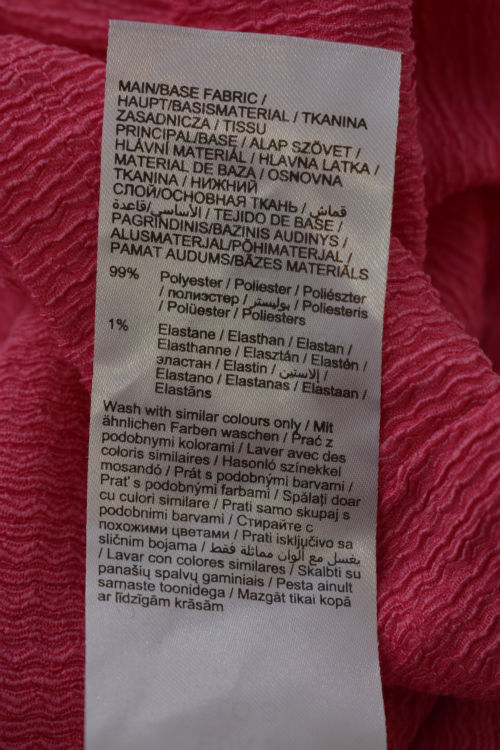 MAIN/BASE FABRIC /
HAUPT/BASISMATERIAL / TKANINA
ZASADNICZA / TISSU
PRINCIPAL/BASE / ALAP SZÖVET /
HLAVNÍ MATERIÁL / HLAVNA LATKA /
MATERIAL DE BAZA / OSNOVNA
TKANINA / НИЖНИЙ
СЛОЙ/ОСНОВНАЯ ТКАНЬ / قماش
الأساسي/قاعدة / TEJIDO DE BASE /
PAGRINDINIS/BAZINIS AUDINYS /
ALUSMATERJAL/PÕHIMATERJAL /
PAMAT AUDUMS/BĀZES MATERIĀLS
99% Polyester / Poliester / Poliészter
/ полиэстер / بوليستر / Poliesteris
/ Polüester / Poliesters
1% Elastane / Elasthan / Elastan /
Elasthanne / Elasztán / Elastén /
эластан / Elastin / إلاستين /
Elastano / Elastanas / Elastaan /
Elastāns
Wash with similar colours only / Mit
ähnlichen Farben waschen / Prać z
podobnymi kolorami / Laver avec des
coloris similaires / Hasonló színekkel
mosandó / Prát s podobnými barvami /
Prať s podobnými farbami / Spălați doar
cu culori similare / Prati samo skupaj s
podobnimi barvami / Стирайте с
похожими цветами / Prati isključivo sa
sličnim bojama / يغسل مع ألوان مماثلة فقط
/ Lavar con colores similares / Skalbti su
panašių spalvų gaminiais / Pesta ainult
sarnaste toonidega / Mazgāt tikai kopā
ar līdzīgām krāsām